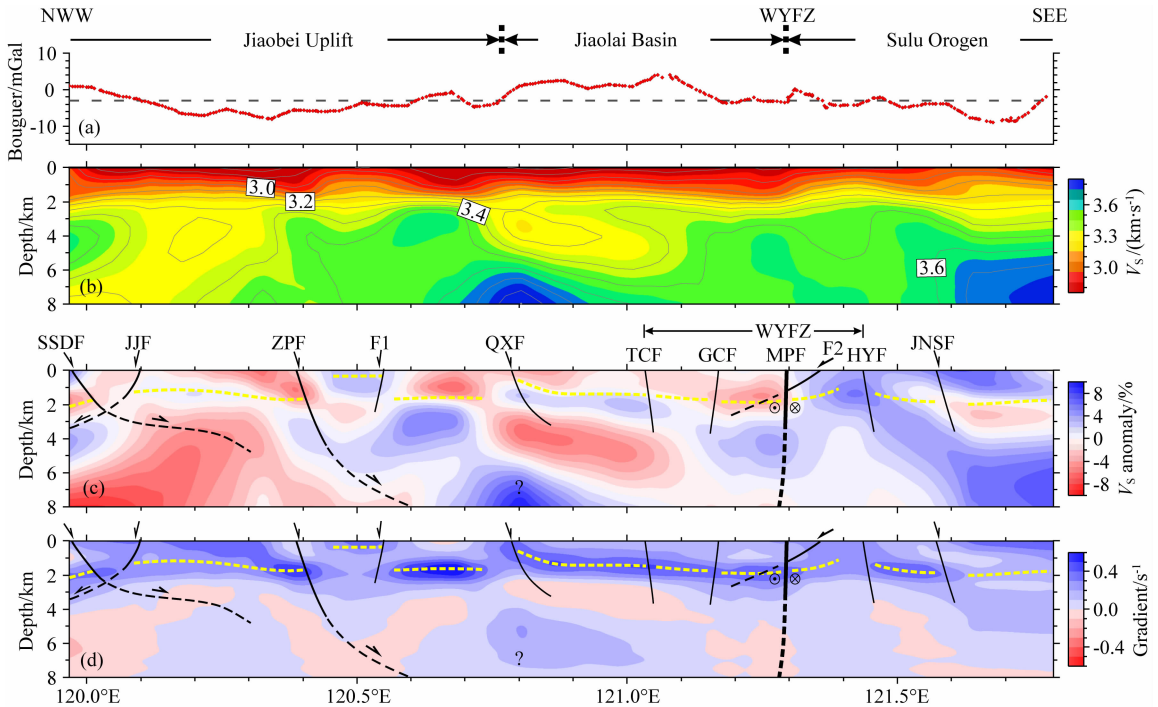 NWW WYFZ SEE
Jiaobei Uplift Jiaolai Basin Sulu Orogen
Bouguer/mGal
10
0
-10
(a)
Depth/km
0
2
4
6
8
3.0
3.2
3.4
3.6
(b)
3.6
3.3
3.0
VS/(km·s-1)
WYFZ
SSDF JJF ZPF F1 QXF TCF GCF MPF F2 HYF JNSF
Depth/km
0
2
4
6
8
?
(c)
8
4
0
-4
-8
VS anomaly/%
Depth/km
0
2
4
6
8
?
(d)
0.4
0.0
-0.4
Gradient/s-1
120.0°E 120.5°E 121.0°E 121.5°E